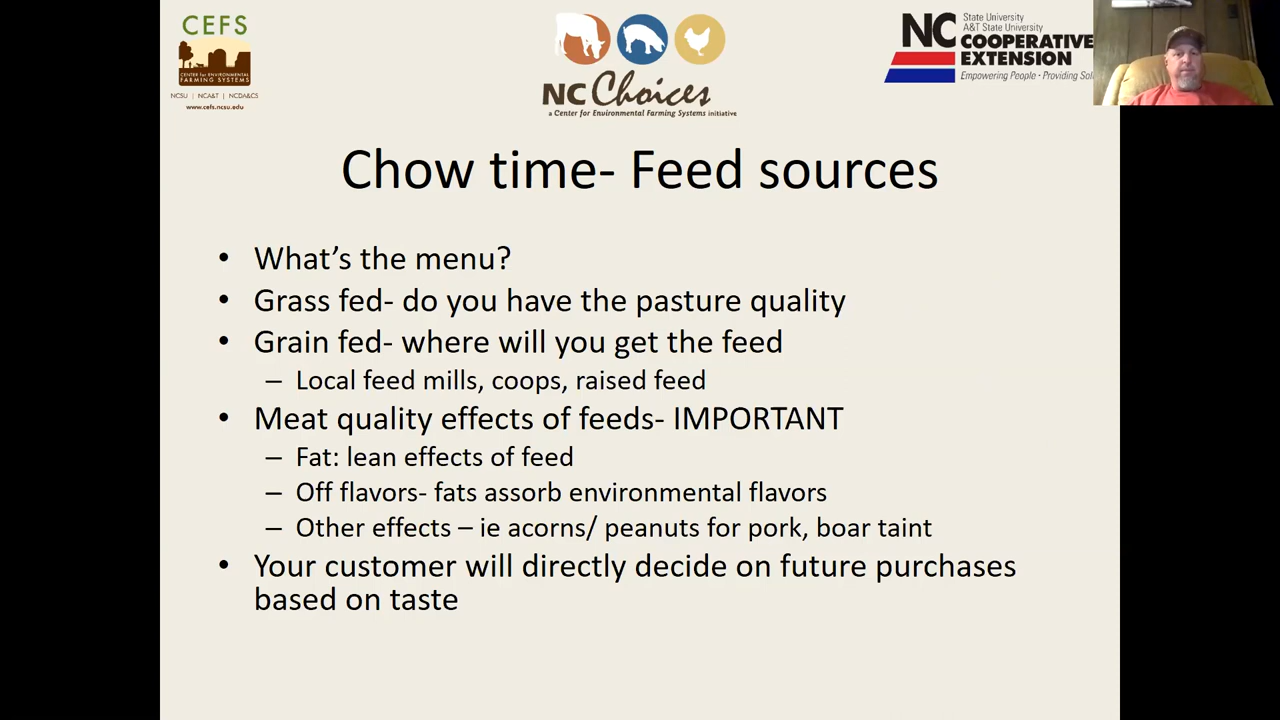 CEFS
CENTER for ENVIRONMENTAL
FARMING SYSTEMS
NCSU | NCA&T | NCDA&CS
www.cefs.ncsu.edu
NC Choices
a Center for Environmental Farming Systems initiative
State University
A&T State University
NC COOPERATIVE
EXTENSION
Empowering People • Providing
Chow time- Feed sources
• What's the menu?
• Grass fed- do you have the pasture quality
• Grain fed- where will you get the feed
– Local feed mills, coops, raised feed
• Meat quality effects of feeds- IMPORTANT
– Fat: lean effects of feed
– Off flavors- fats assorb environmental flavors
– Other effects – ie acorns/ peanuts for pork, boar taint
• Your customer will directly decide on future purchases
based on taste